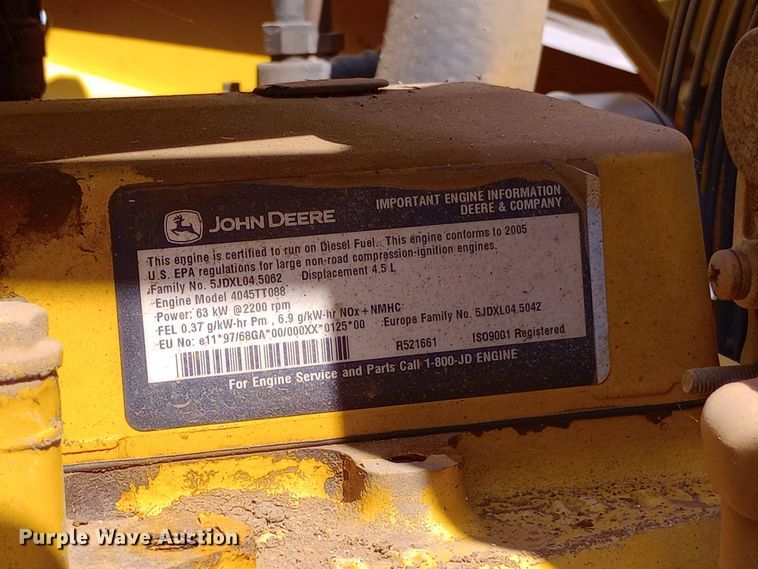 JOHN DEERE
IMPORTANT ENGINE INFORMATION
DEERE & COMPANY
This engine is certified to run on Diesel Fuel. This engine conforms to 2005
U.S. EPA regulations for large non-road compression-ignition engines.
Family No. 5JDXL04.5062 Displacement 4.5 L
Engine Model 4045TT088
Power: 63 kW @2200 rpm
FEL 0.37 g/kW-hr Pm , 6.9 g/kW-hr NOx + NMHC
EU No: e11*97/68GA*00/000XX*0125*00 Europe Family No. 5JDXL04.5042
R521661 ISO9001 Registered
For Engine Service and Parts Call 1-800-JD ENGINE
Purple Wave Auction